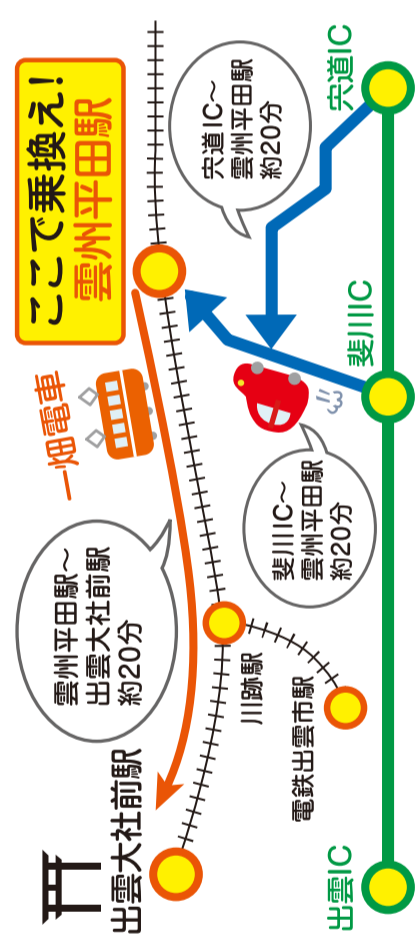 ここで乗換え!
雲州平田駅
一畑電車
雲州平田駅〜
出雲大社前駅
約20分
宍道IC〜
雲州平田駅
約20分
斐川IC〜
雲州平田駅
約20分
出雲大社前駅
川跡駅
電鉄出雲市駅
出雲IC
斐川IC
宍道IC